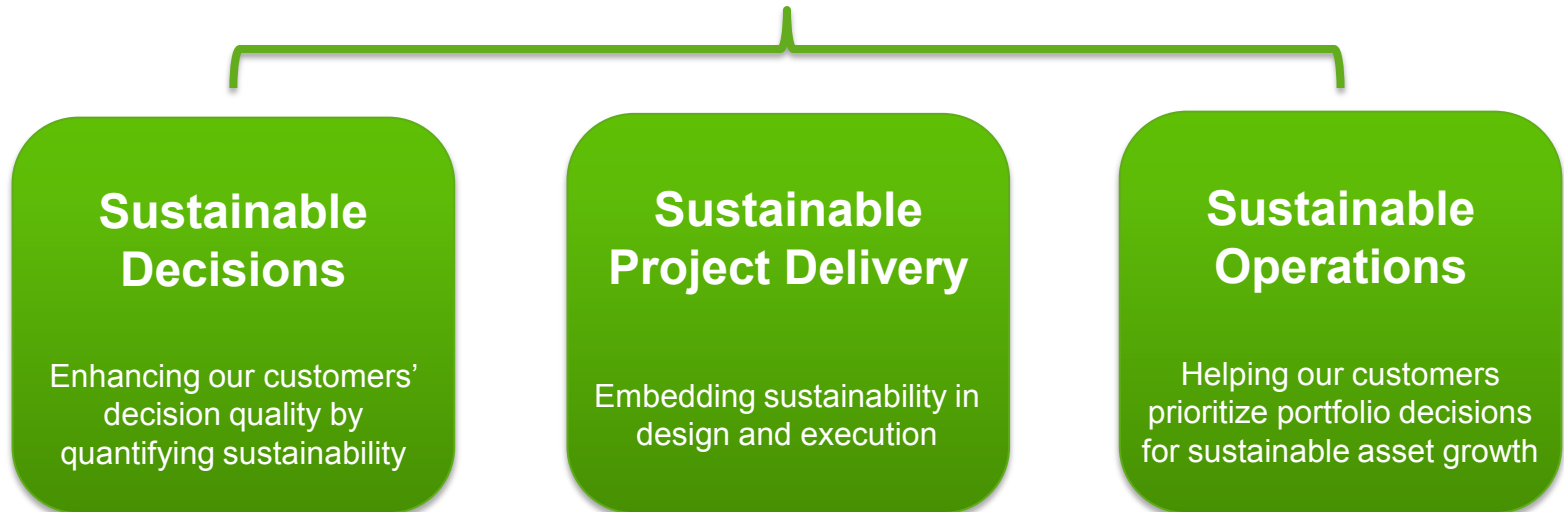 Sustainable
Decisions
Enhancing our customers’
decision quality by
quantifying sustainability
Sustainable
Project Delivery
Embedding sustainability in
design and execution
Sustainable
Operations
Helping our customers
prioritize portfolio decisions
for sustainable asset growth